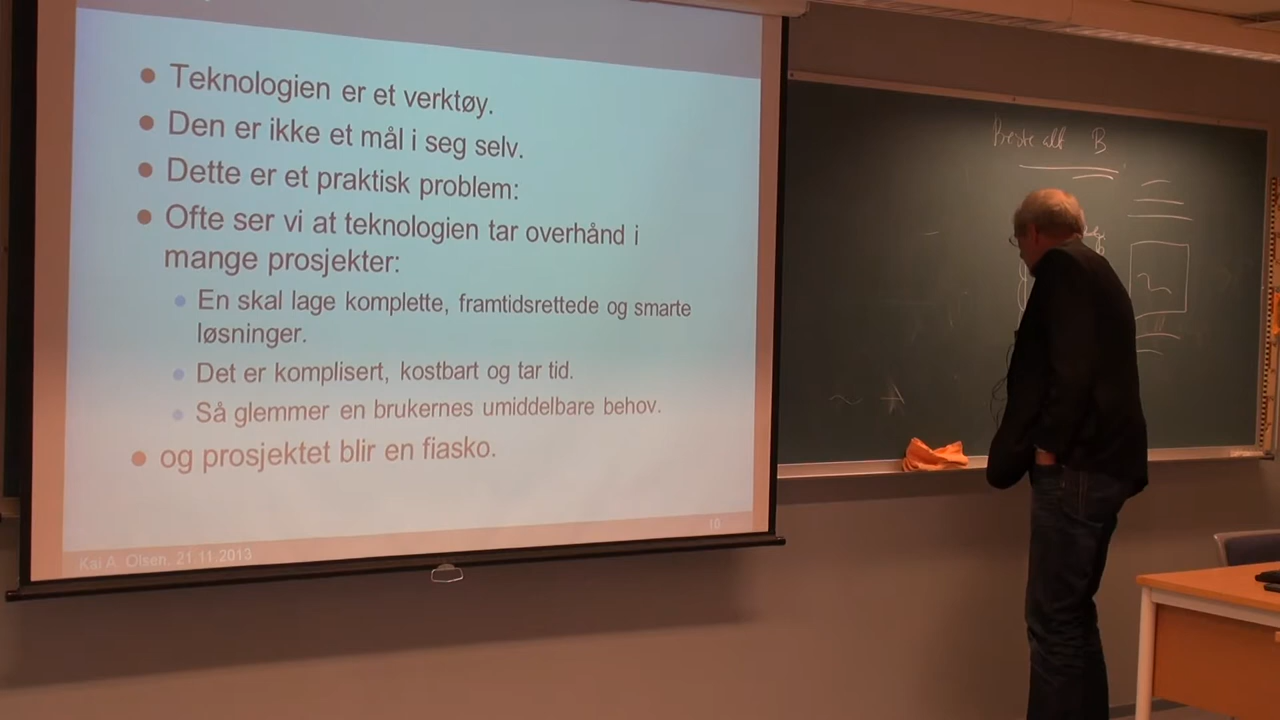 Teknologien er et verktøy.
Den er ikke et mål i seg selv.
Dette er et praktisk problem:
Ofte ser vi at teknologien tar overhånd i
mange prosjekter:
En skal lage komplette, framtidsrettede og smarte
løsninger.
Det er komplisert, kostbart og tar tid.
Så glemmer en brukernes umiddelbare behov.
og prosjektet blir en fiasko.
Kai A. Olsen, 21.11.2013
10
B